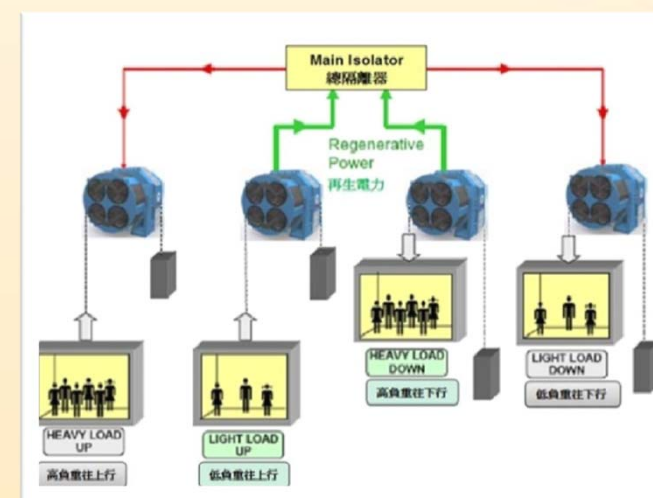 Main Isolator
總隔離器
Regenerative
Power
再生電力
HEAVY LOAD
UP
高負重往上行
LIGHT LOAD
UP
低負重往上行
HEAVY LOAD
DOWN
高負重往下行
LIGHT LOAD
DOWN
低負重往下行